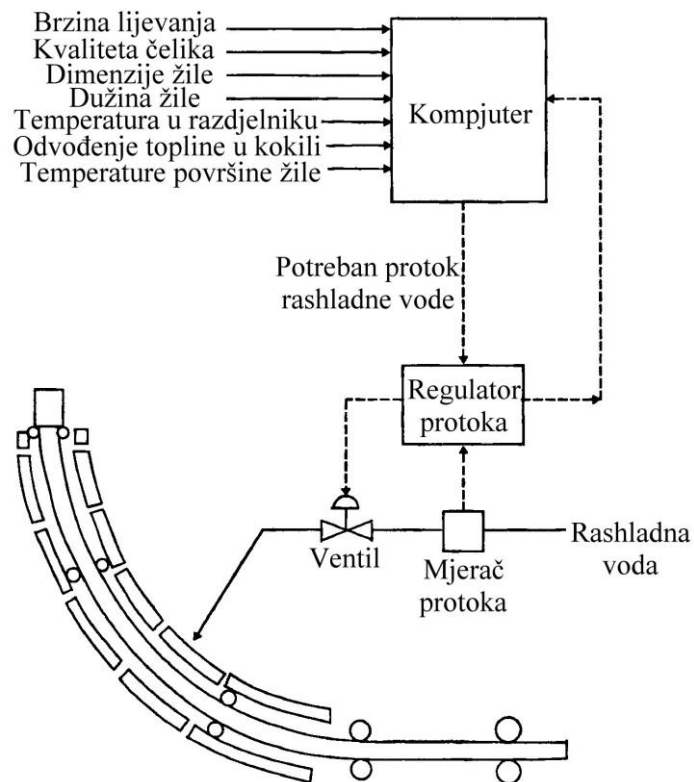 Brzina lijevanja
Kvaliteta čelika
Dimenzije žile
Dužina žile
Temperatura u razdjelniku
Odvođenje topline u kokili
Temperature površine žile
Kompjuter
Potreban protok
rashladne vode
Regulator
protoka
Ventil
Mjerač
protoka
Rashladna
voda